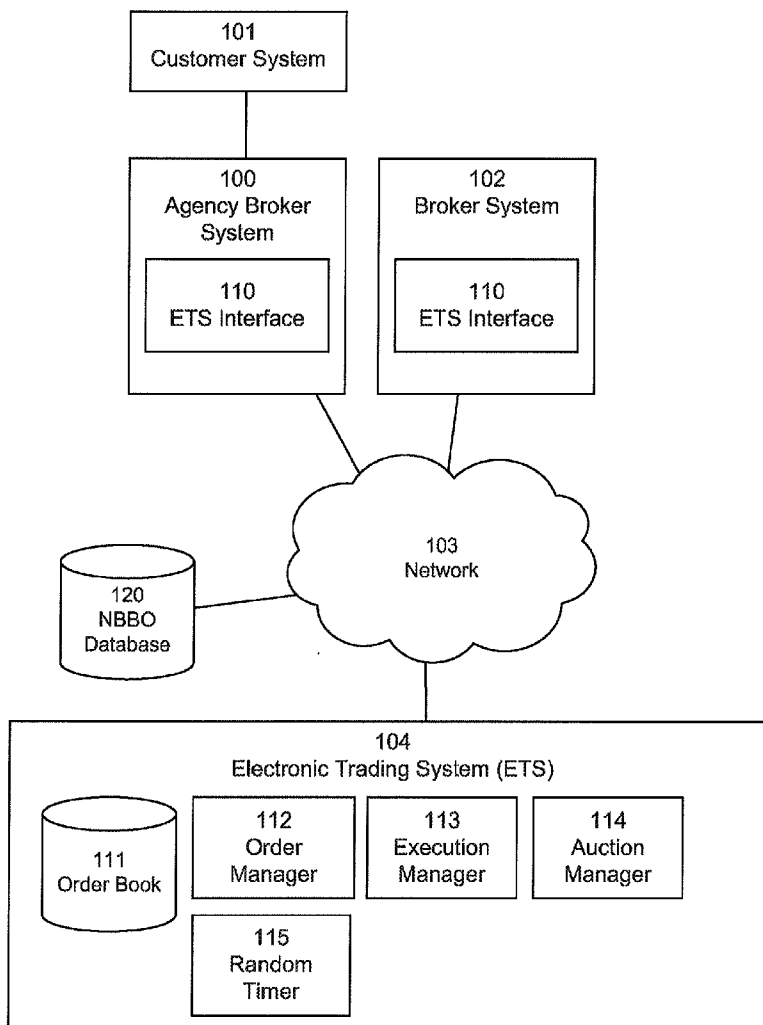 101
Customer System
100
Agency Broker
System
110
ETS Interface
102
Broker System
110
ETS Interface
103
Network
120
NBBO
Database
104
Electronic Trading System (ETS)
111
Order Book
112
Order
Manager
113
Execution
Manager
114
Auction
Manager
115
Random
Timer